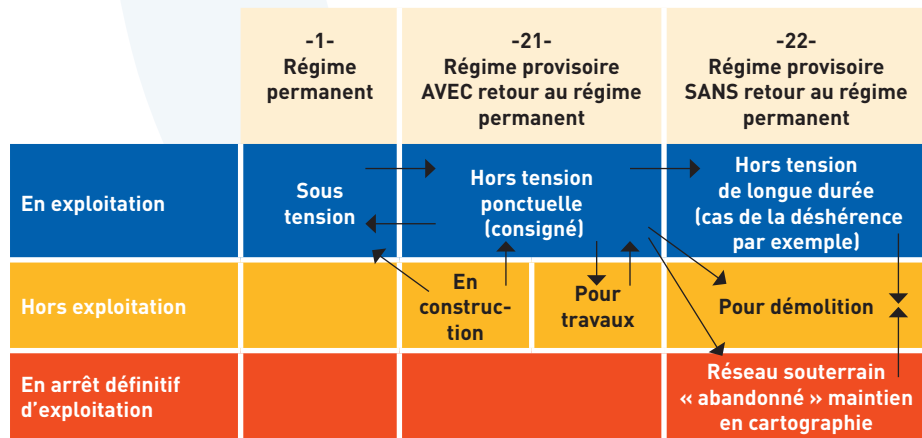 -1-
Régime
permanent
-21-
Régime provisoire
AVEC retour au régime
permanent
-22-
Régime provisoire
SANS retour au régime
permanent
En exploitation
Sous
tension
Hors tension
ponctuelle
(consigné)
Hors tension
de longue durée
(cas de la déshérence
par exemple)
Hors exploitation
En
construc-
tion
Pour
travaux
Pour démolition
En arrêt définitif
d'exploitation
Réseau souterrain
« abandonné » maintien
en cartographie